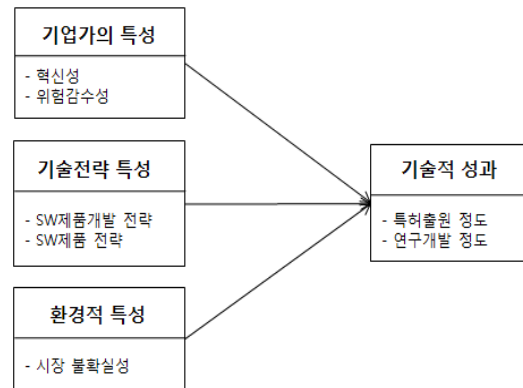 기업가의 특성
- 혁신성
- 위험감수성
기술전략 특성
- SW제품개발 전략
- SW제품 전략
환경적 특성
- 시장 불확실성
기술적 성과
- 특허출원 정도
- 연구개발 정도